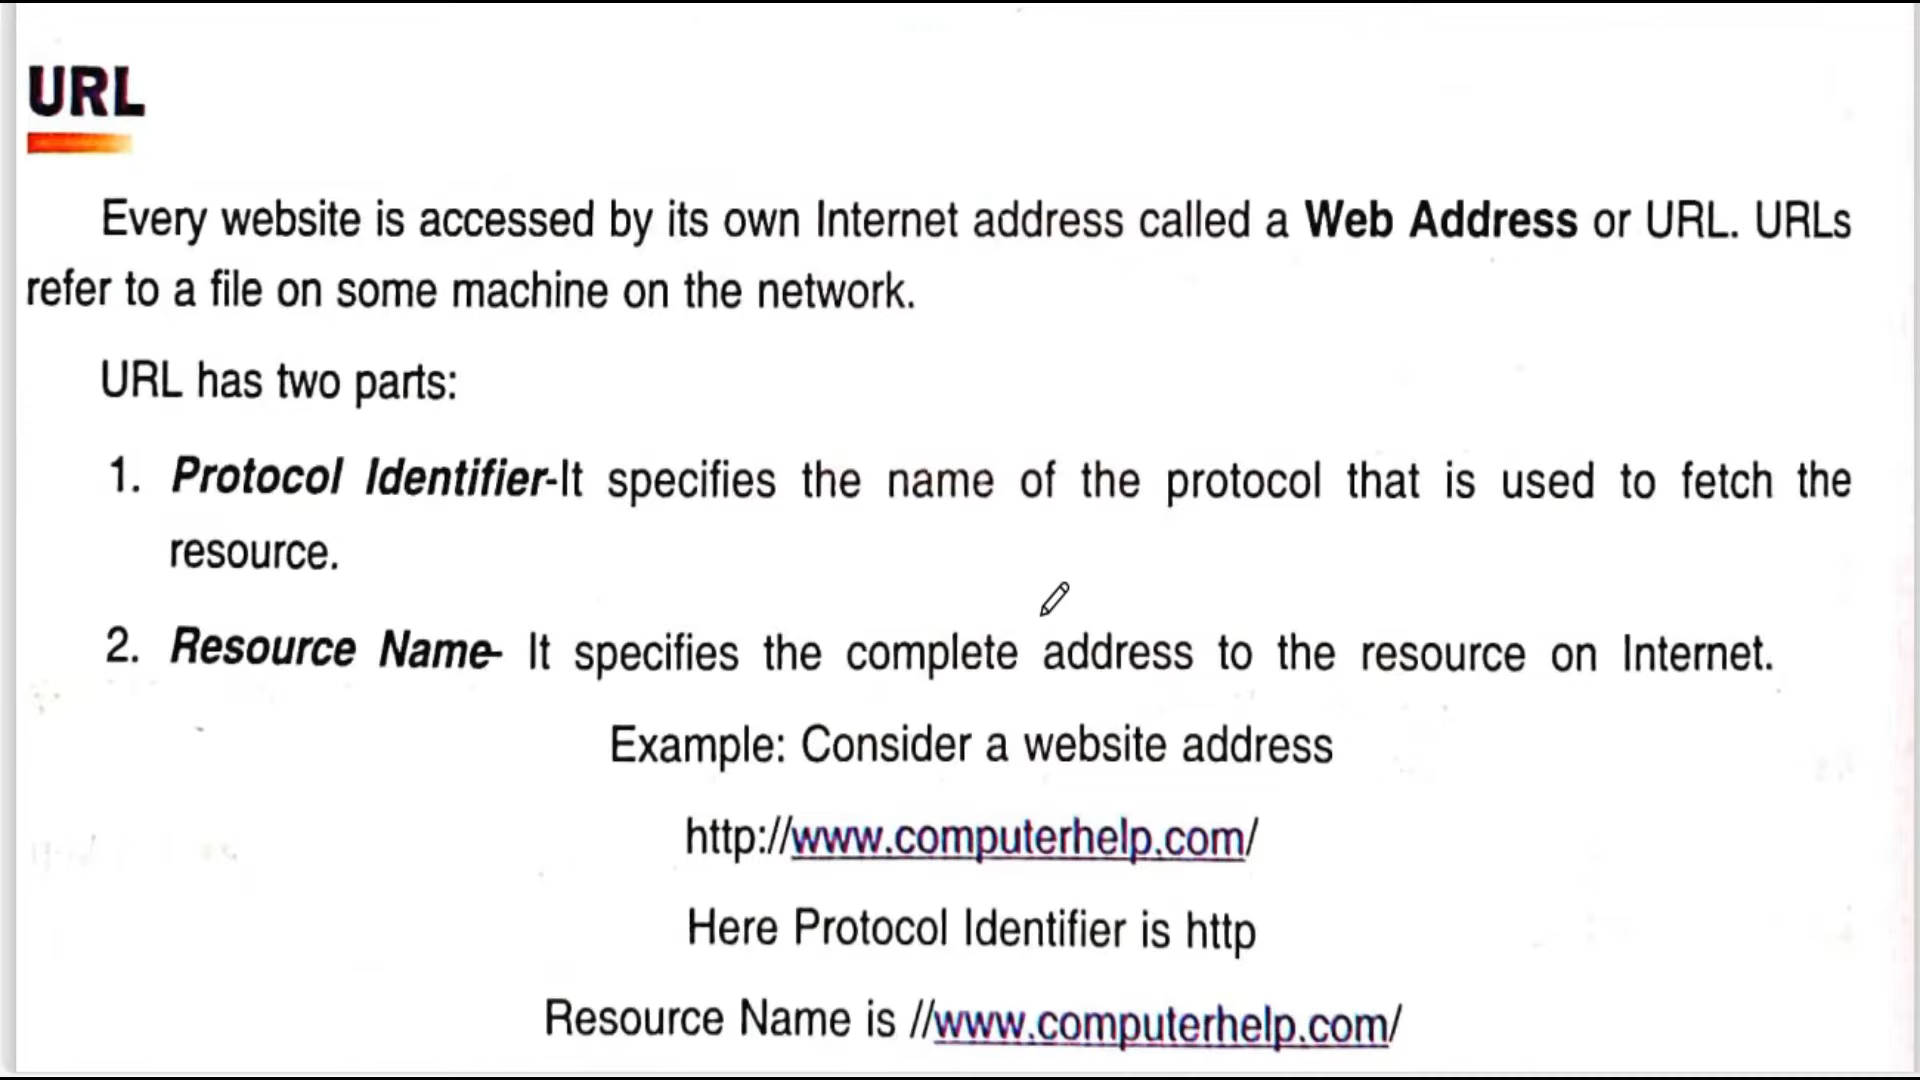 URL
Every website is accessed by its own Internet address called a Web Address or URL. URLs
refer to a file on some machine on the network.
URL has two parts:
1. Protocol Identifier-It specifies the name of the protocol that is used to fetch the
resource.
2. Resource Name- It specifies the complete address to the resource on Internet.
Example: Consider a website address
http://www.computerhelp.com/
Here Protocol Identifier is http
Resource Name is //www.computerhelp.com/